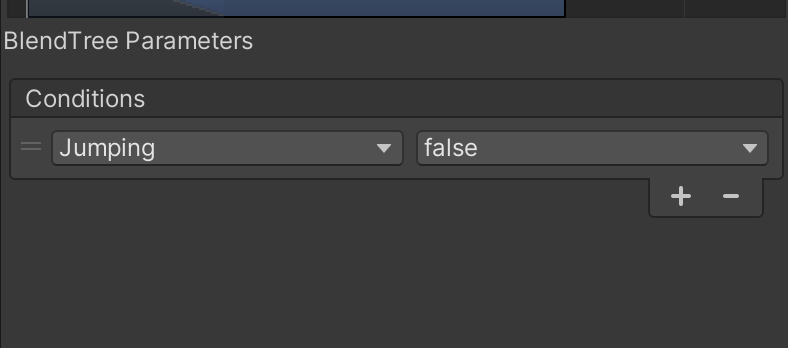 BlendTree Parameters
Conditions
Jumping false